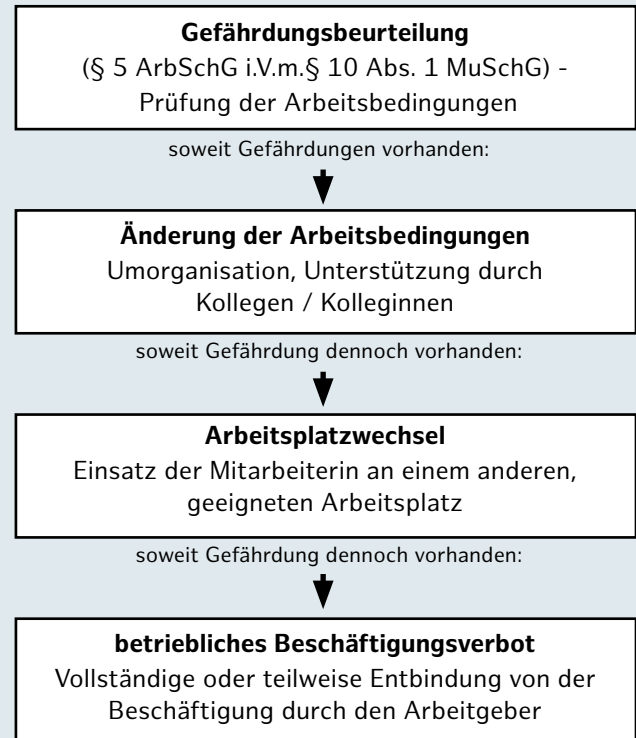 Gefährdungsbeurteilung
(§ 5 ArbSchG i.V.m.§ 10 Abs. 1 MuSchG) -
Prüfung der Arbeitsbedingungen
soweit Gefährdungen vorhanden:
Änderung der Arbeitsbedingungen
Umorganisation, Unterstützung durch
Kollegen / Kolleginnen
soweit Gefährdung dennoch vorhanden:
Arbeitsplatzwechsel
Einsatz der Mitarbeiterin an einem anderen,
geeigneten Arbeitsplatz
soweit Gefährdung dennoch vorhanden:
betriebliches Beschäftigungsverbot
Vollständige oder teilweise Entbindung von der
Beschäftigung durch den Arbeitgeber